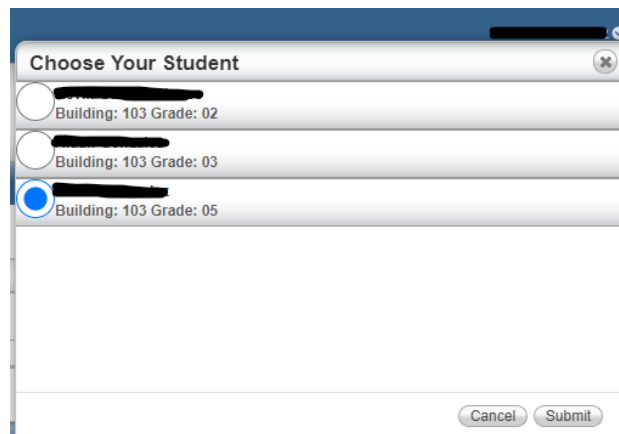 Choose Your Student
Building: 103 Grade: 02
Building: 103 Grade: 03
Building: 103 Grade: 05
Cancel Submit